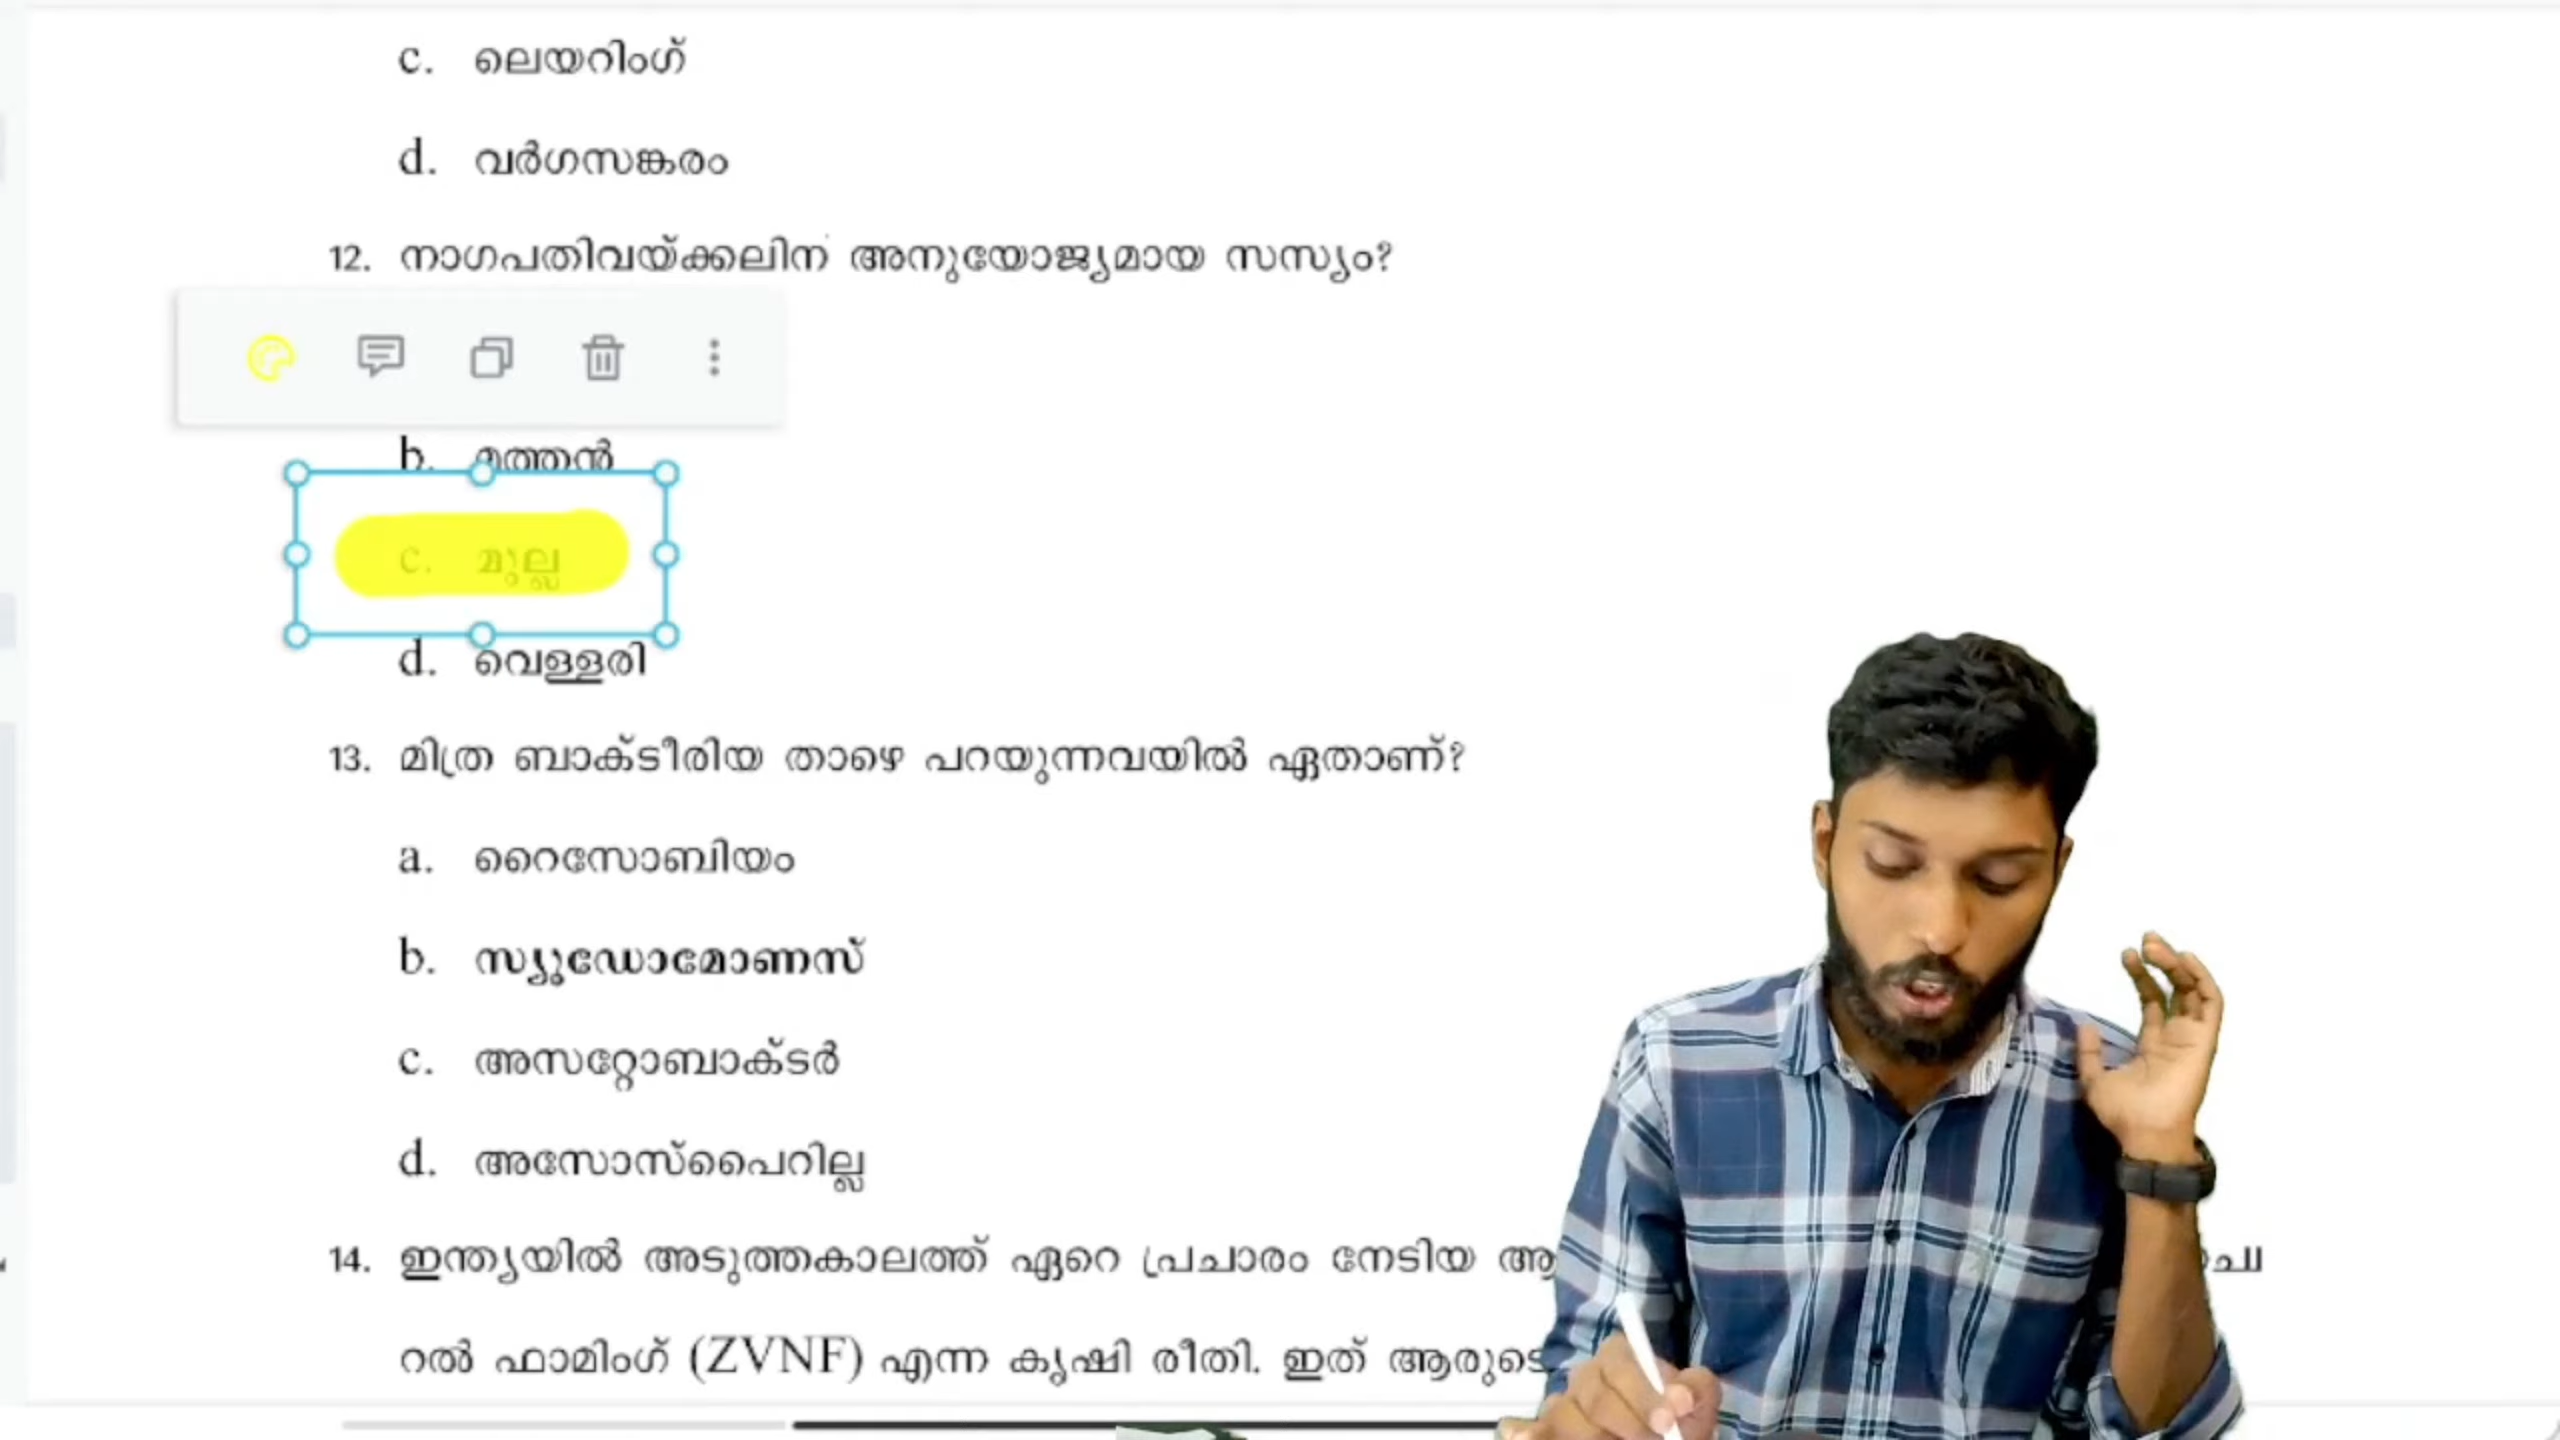 c. ലെയറിംഗ്
d. വർഗസങ്കരം
12. നാഗപതിവയ്ക്കലിന് അനുയോജ്യമായ സസ്യം?
b. മത്തൻ
c. മുല്ല
d. വെള്ളരി
13. മിത്ര ബാക്ടീരിയ താഴെ പറയുന്നവയിൽ ഏതാണ്?
a. റൈസോബിയം
b. സ്യൂഡോമോണസ്
c. അസറ്റോബാക്ടർ
d. അസോസ്പൈറില്ല
14. ഇന്ത്യയിൽ അടുത്തകാലത്ത് ഏറെ പ്രചാരം നേടിയ
റൽ ഫാമിംഗ് (ZVNF) എന്ന കൃഷി രീതി. ഇത് ആരുടെ